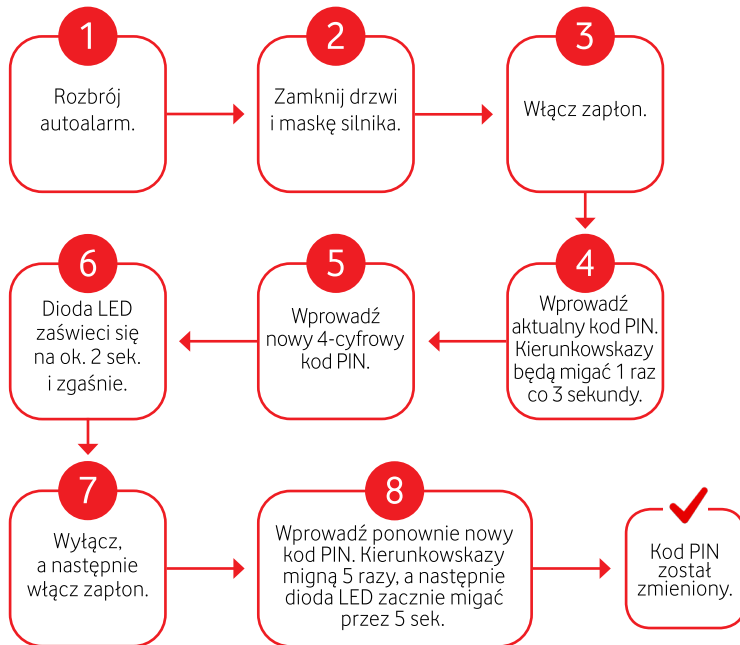 1
Rozbrój
autoalarm.
2
Zamknij drzwi
i maskę silnika.
3
Włącz zapłon.
4
Wprowadź
aktualny kod PIN.
Kierunkowskazy
będą migać 1 raz
co 3 sekundy.
5
Wprowadź
nowy 4-cyfrowy
kod PIN.
6
Dioda LED
zaświeci się
na ok. 2 sek.
i zgaśnie.
7
Wyłącz,
a następnie
włącz zapłon.
8
Wprowadź ponownie nowy
kod PIN. Kierunkowskazy
migną 5 razy, a następnie
dioda LED zacznie migać
przez 5 sek.
Kod PIN
został
zmieniony.